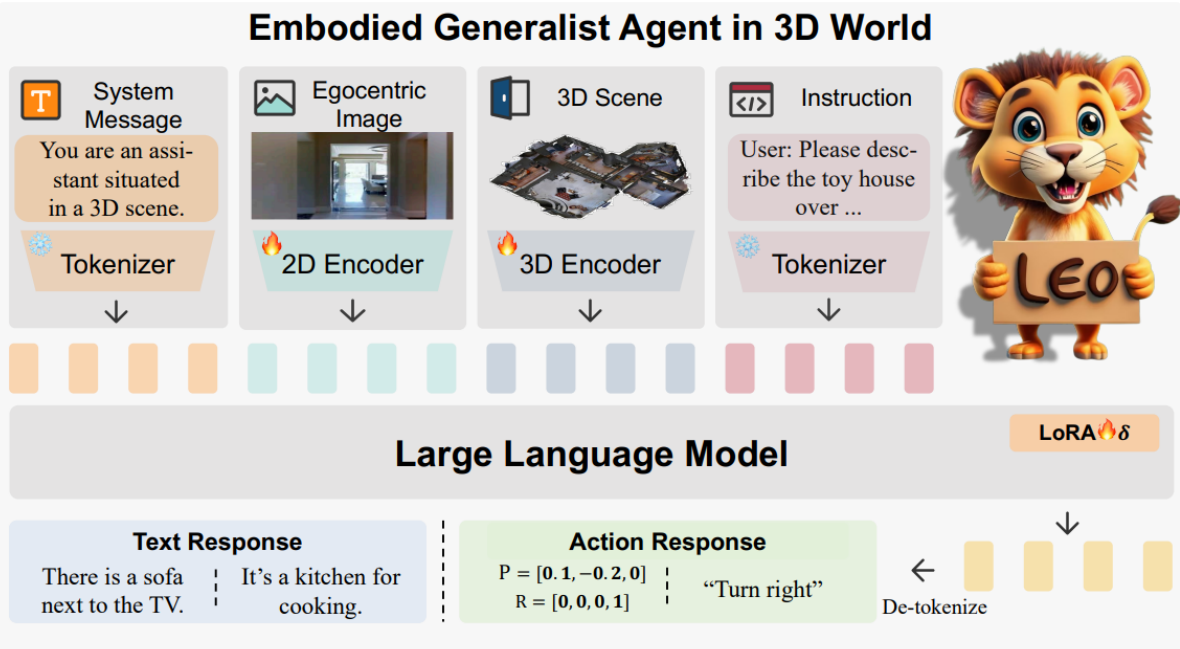 Embodied Generalist Agent in 3D World
T
System
Message
You are an assi-
stant situated
in a 3D scene.
Tokenizer
Egocentric
Image
2D Encoder
3D Scene
3D Encoder
</>
Instruction
User: Please desc-
ribe the toy house
over ...
Tokenizer
LEO
Large Language Model
LoRA🔥δ
Text Response
There is a sofa
next to the TV.
It's a kitchen for
cooking.
Action Response
P = [0.1, −0.2, 0]
R = [0, 0, 0, 1]
“Turn right”
De-tokenize